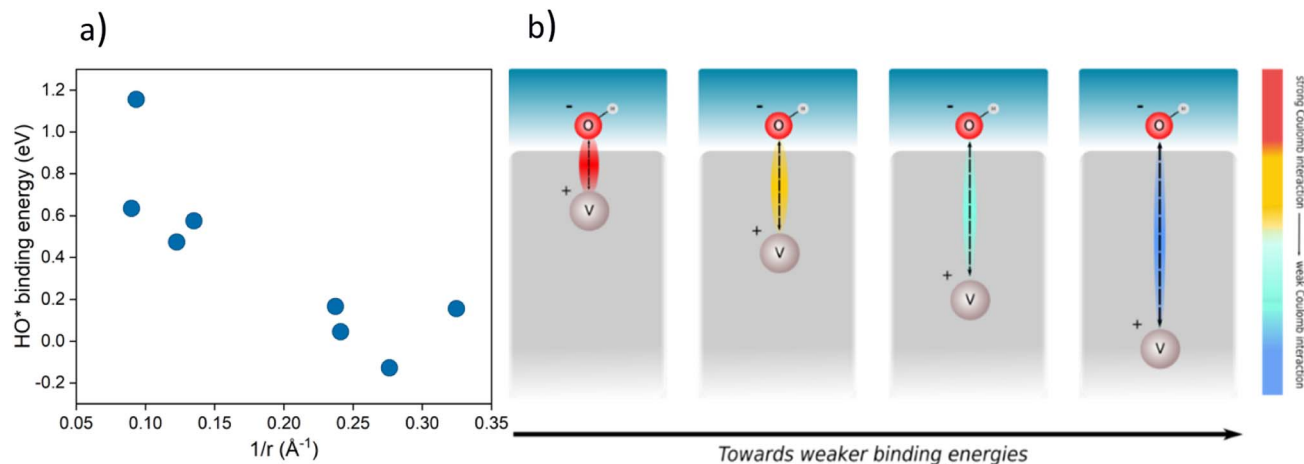 a)
b)
HO* binding energy (eV)
1.2
1.0
0.8
0.6
0.4
0.2
0.0
-0.2
0.05
0.10
0.15
0.20
0.25
0.30
0.35
1/r (Å⁻¹)
-
O
H
+
V
-
O
H
+
V
-
O
H
+
V
-
O
H
+
V
strong Coulomb interaction ⟶ weak Coulomb interaction
Towards weaker binding energies